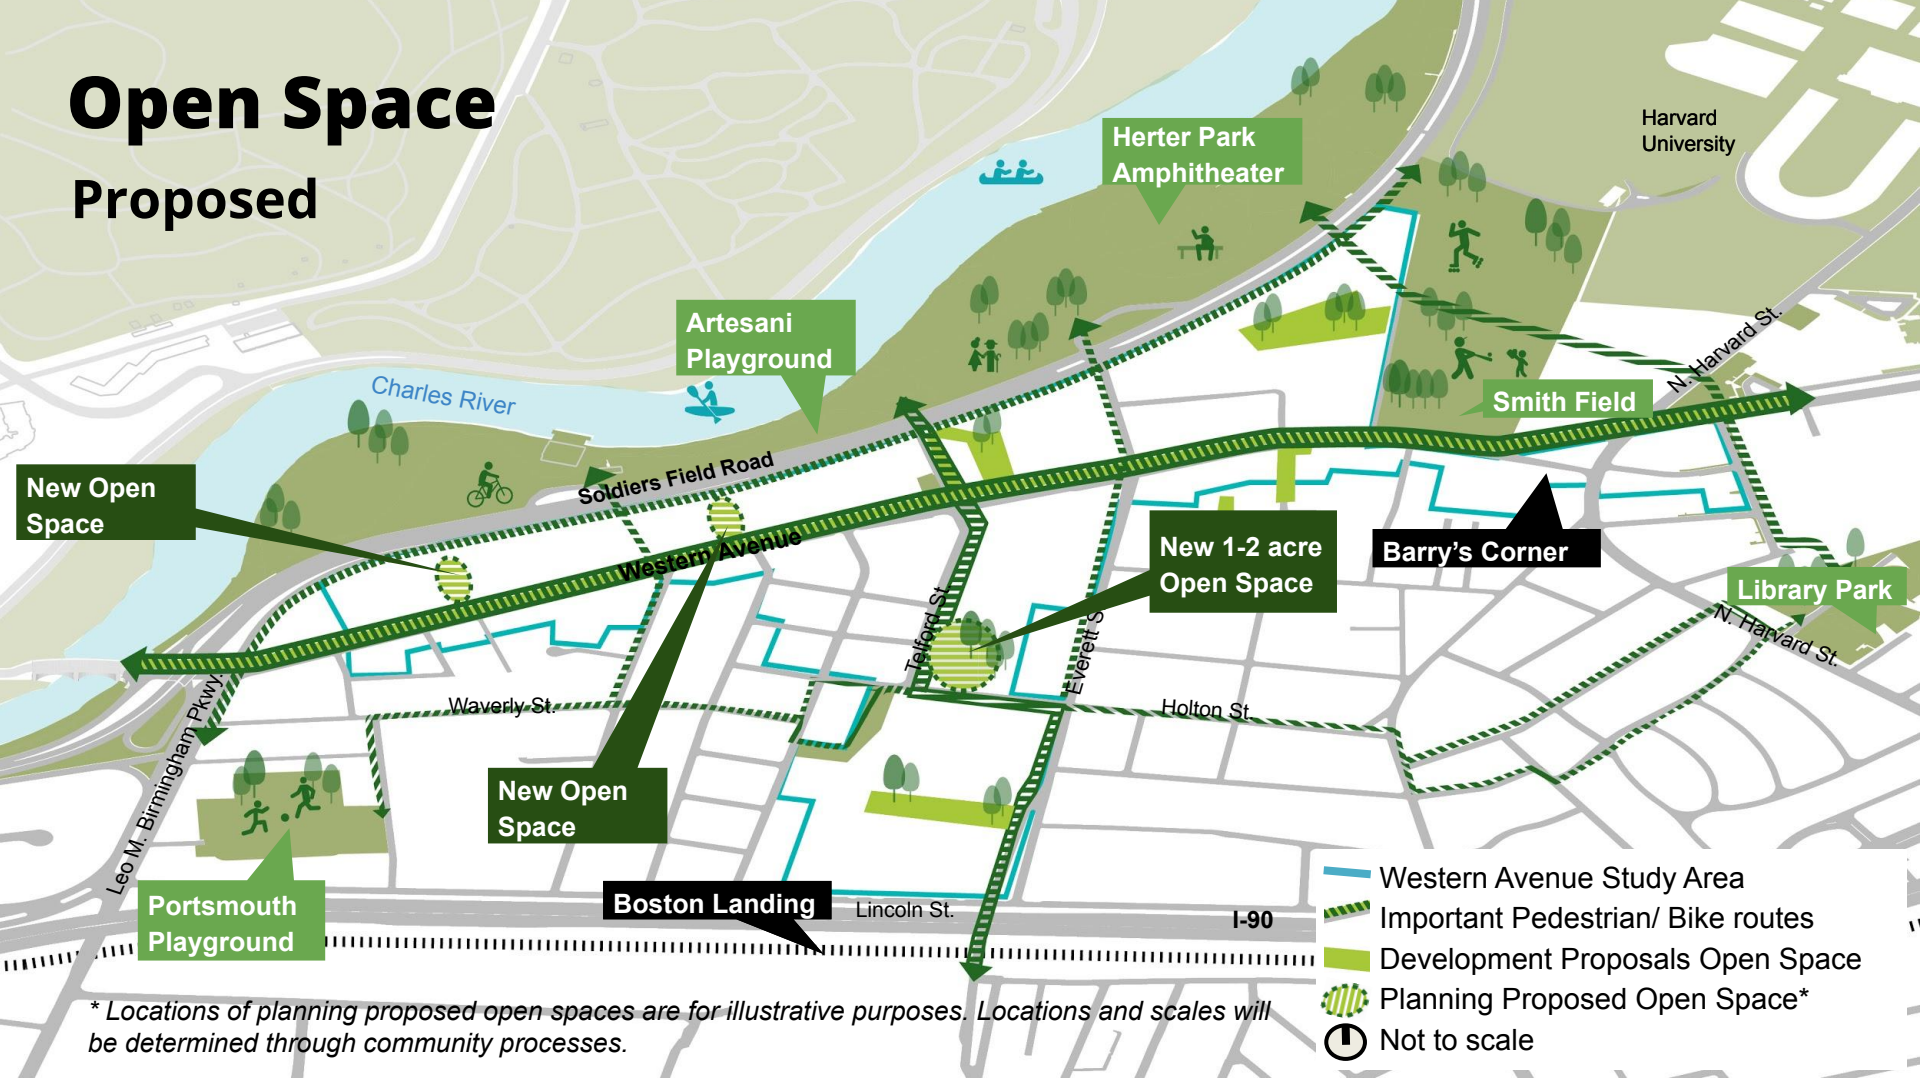 Open Space
Proposed
Harvard
University
Herter Park
Amphitheater
Artesani
Playground
Charles River
N. Harvard St.
Smith Field
Soldiers Field Road
New Open
Space
Western Avenue
New 1-2 acre
Open Space
Barry's Corner
Library Park
Telford St
Everett S
N. Harvard St.
Waverly St.
Holton St.
Leo M. Birmingham Pkwy.
New Open
Space
Portsmouth
Playground
Boston Landing
Lincoln St.
I-90
Western Avenue Study Area
Important Pedestrian/ Bike routes
Development Proposals Open Space
Planning Proposed Open Space*
Not to scale
* Locations of planning proposed open spaces are for illustrative purposes. Locations and scales will
be determined through community processes.